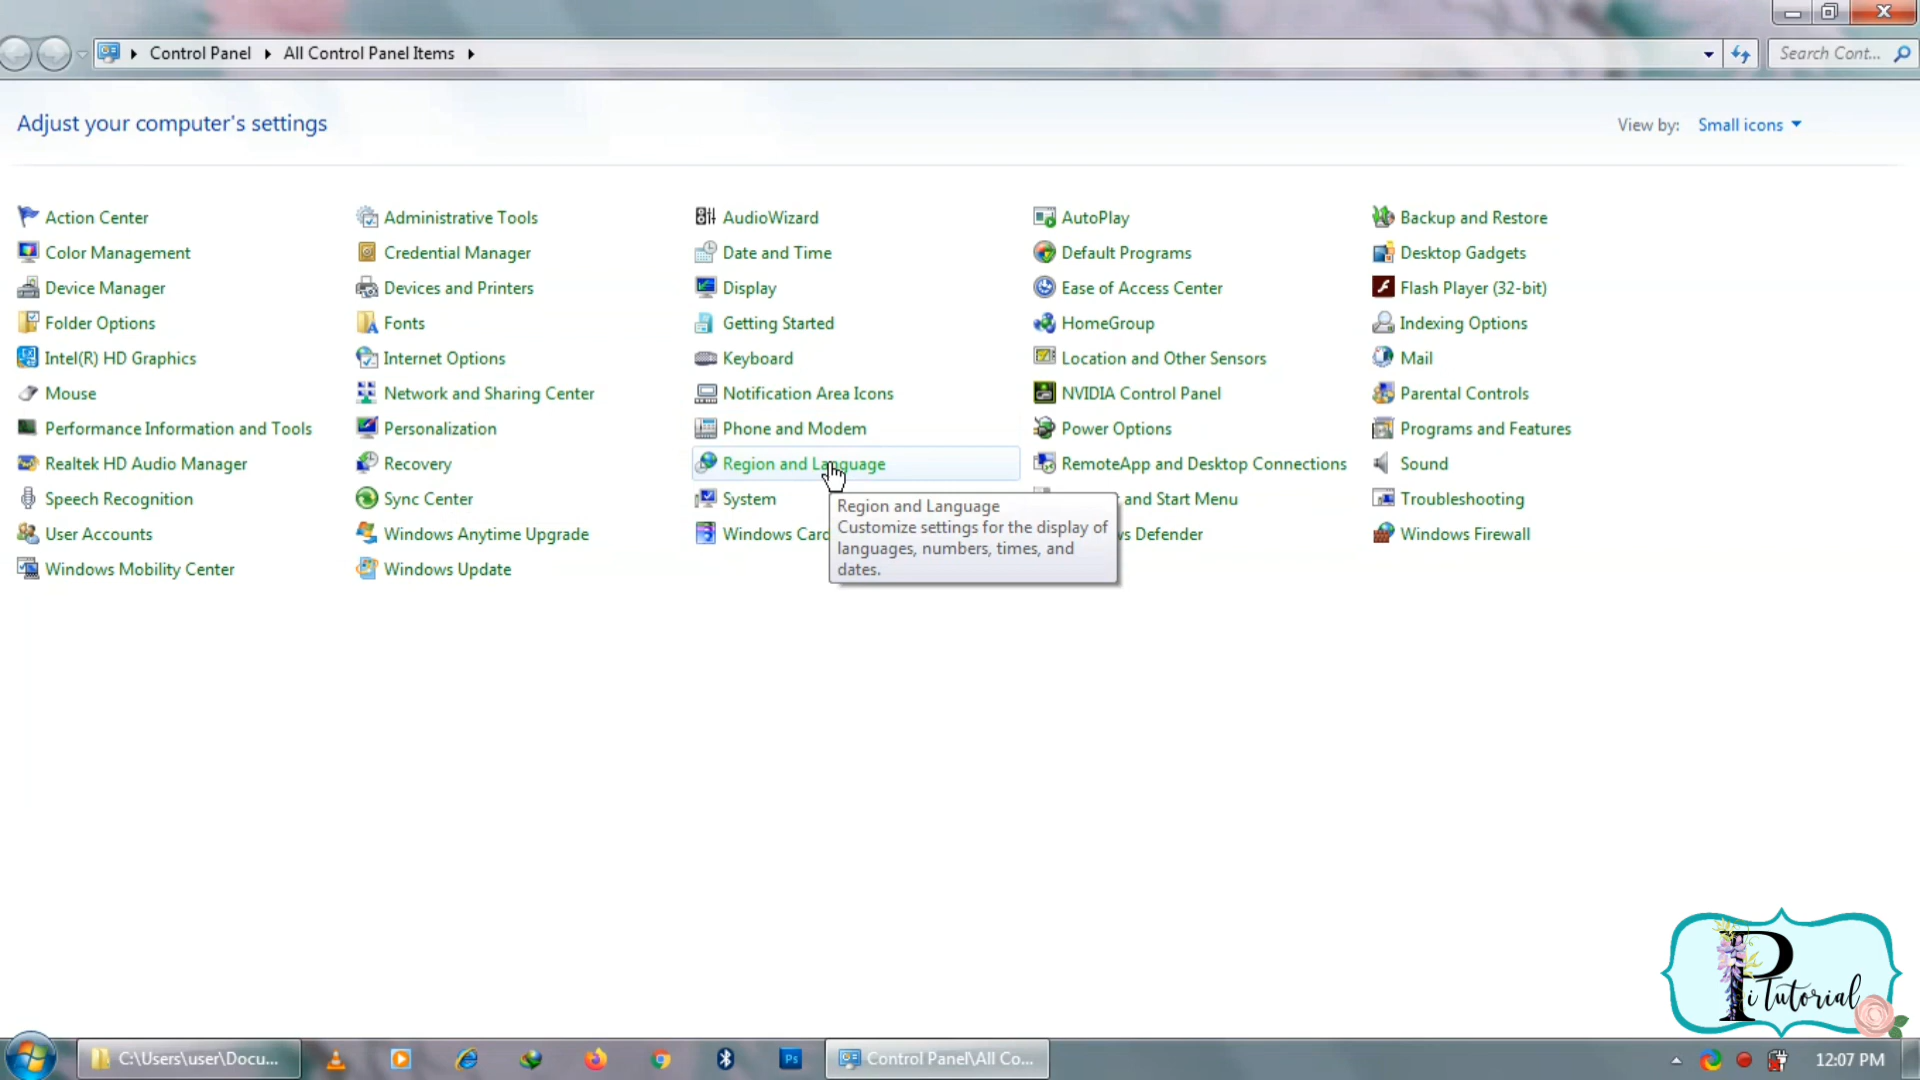 Control Panel All Control Panel Items
Search Cont...
Adjust your computer's settings
View by: Small icons
Action Center
Administrative Tools
AudioWizard
AutoPlay
Backup and Restore
Color Management
Credential Manager
Date and Time
Default Programs
Desktop Gadgets
Device Manager
Devices and Printers
Display
Ease of Access Center
Flash Player (32-bit)
Folder Options
Fonts
Getting Started
HomeGroup
Indexing Options
Intel(R) HD Graphics
Internet Options
Keyboard
Location and Other Sensors
Mail
Mouse
Network and Sharing Center
Notification Area Icons
NVIDIA Control Panel
Parental Controls
Performance Information and Tools
Personalization
Phone and Modem
Power Options
Programs and Features
Realtek HD Audio Manager
Recovery
Region and Language
RemoteApp and Desktop Connections
Sound
Speech Recognition
Sync Center
System
and Start Menu
Troubleshooting
User Accounts
Windows Anytime Upgrade
Windows Card
s Defender
Windows Firewall
Windows Mobility Center
Windows Update
Region and Language
Customize settings for the display of
languages, numbers, times, and
dates.
Pi Tutorial
C:\Users\user\Docu...
Ps
Control Panel\All Co...
12:07 PM